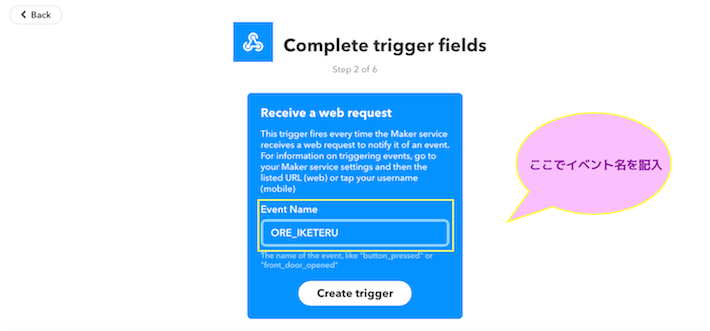 Back
Complete trigger fields
Step 2 of 6
Receive a web request
This trigger fires every time the Maker service
receives a web request to notify it of an event.
For information on triggering events, go to
your Maker service settings and then the
listed URL (web) or tap your username
(mobile)
ここでイベント名を記入
Event Name
ORE_IKETERU
The name of the event, like "button_pressed" or
"front_door_opened"
Create trigger